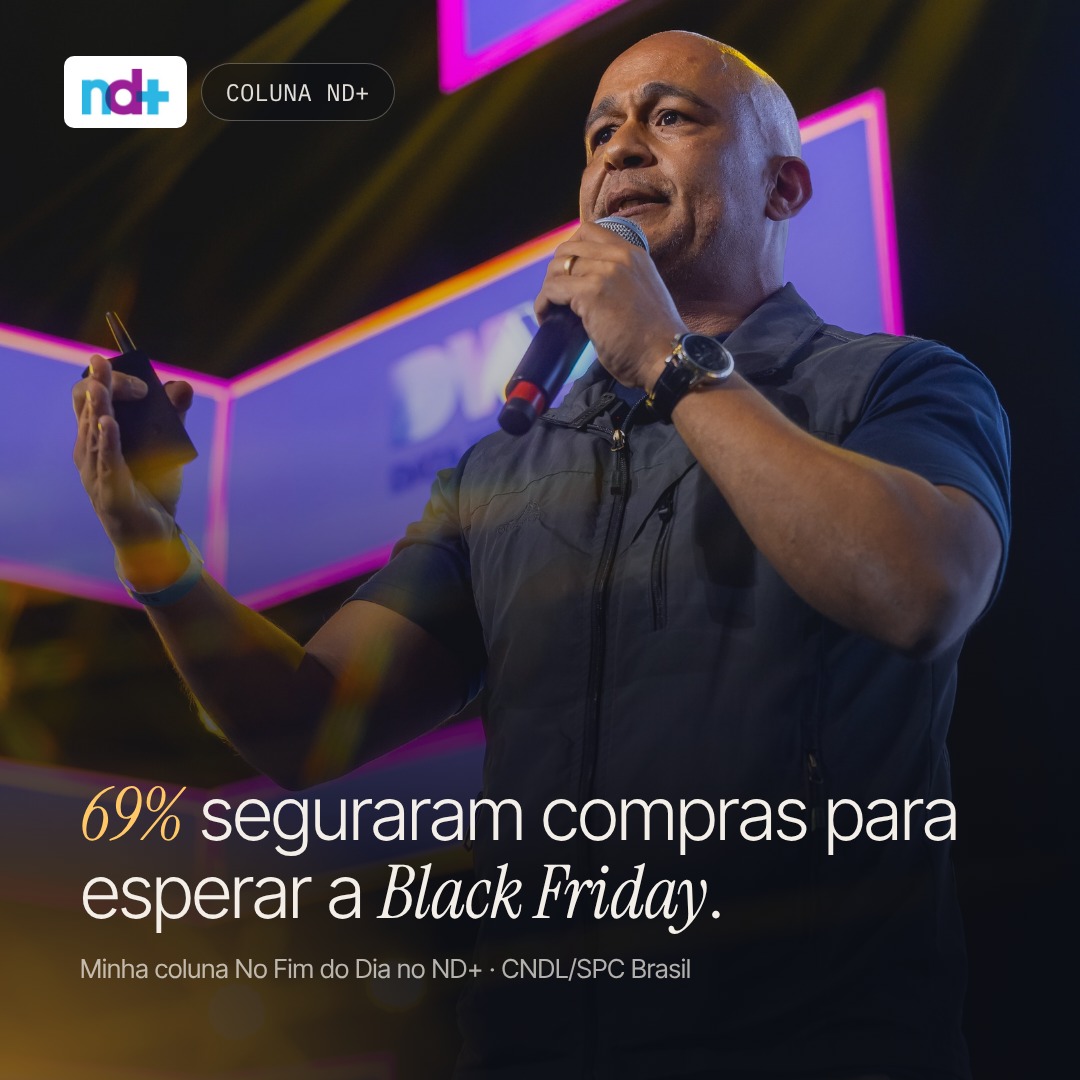 nd+
COLUNA ND+
69% seguraram compras para
esperar a Black Friday.
Minha coluna No Fim do Dia no ND+ · CNDL/SPC Brasil